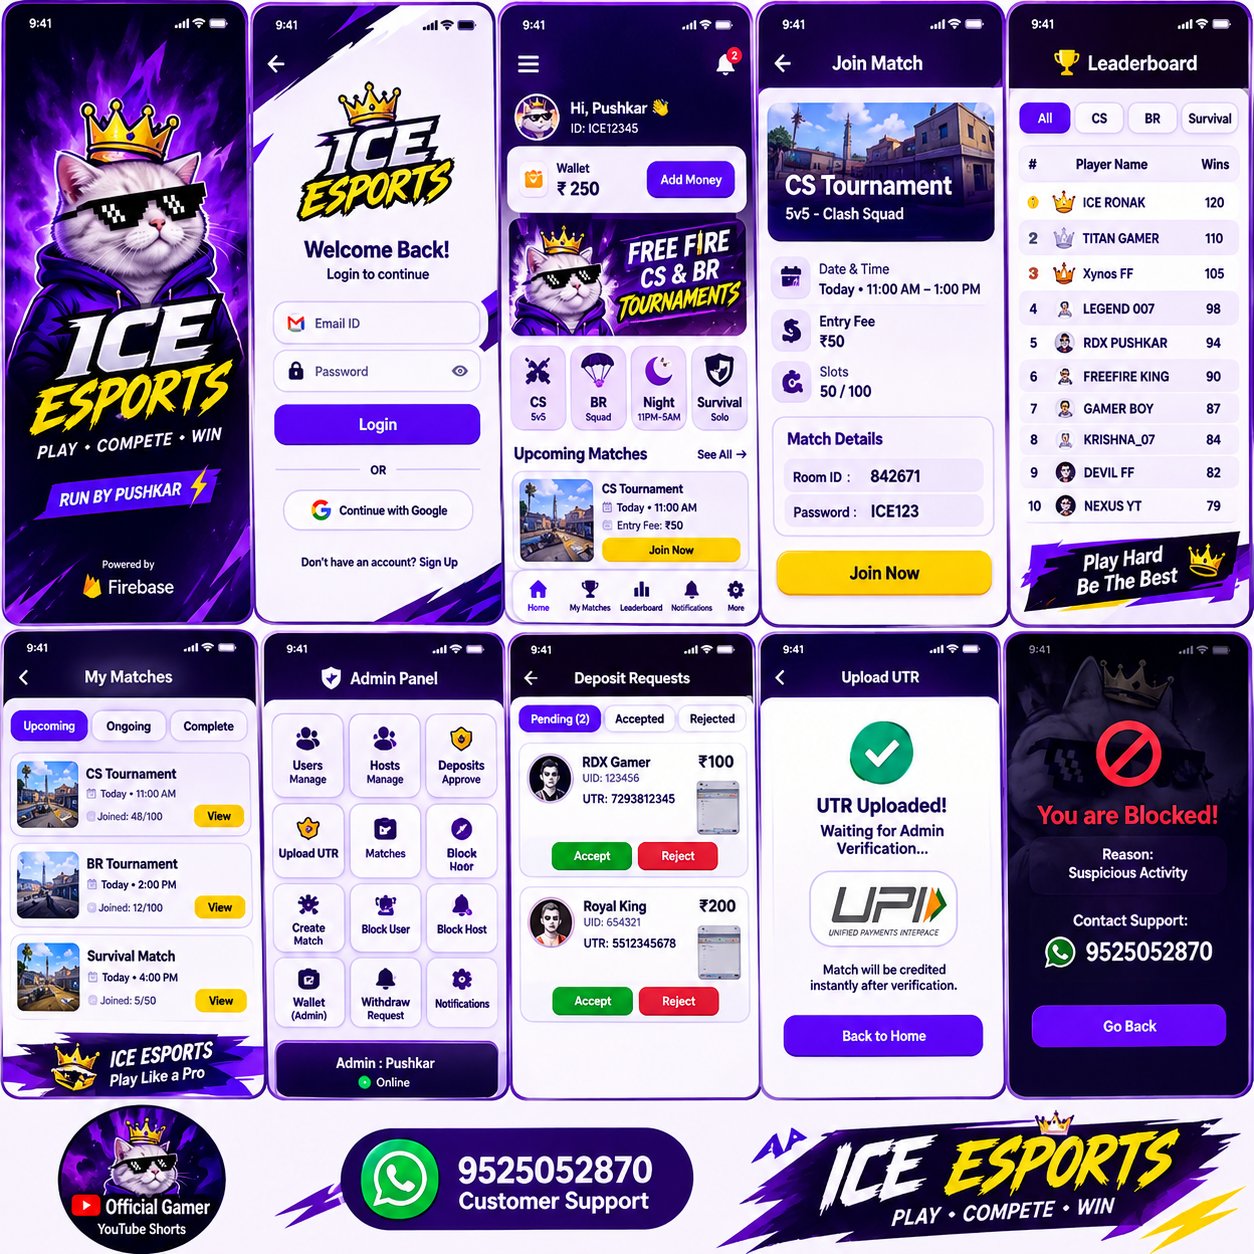 9:41
ICE
ESPORTS
PLAY • COMPETE • WIN
RUN BY PUSHKAR
Powered by
Firebase
9:41
ICE
ESPORTS
Welcome Back!
Login to continue
Email ID
Password
Login
OR
Continue with Google
Don't have an account? Sign Up
9:41
2
Hi, Pushkar 👋
ID: ICE12345
Wallet
₹ 250
Add Money
FREE FIRE
CS & BR
TOURNAMENTS
CS
5v5
BR
Squad
Night
11PM-5AM
Survival
Solo
Upcoming Matches
See All →
CS Tournament
Today • 11:00 AM
Entry Fee: ₹50
Join Now
Home
My Matches
Leaderboard
Notifications
More
9:41
Join Match
CS Tournament
5v5 - Clash Squad
Date & Time
Today • 11:00 AM – 1:00 PM
Entry Fee
₹50
Slots
50 / 100
Match Details
Room ID : 842671
Password : ICE123
Join Now
9:41
Leaderboard
All
CS
BR
Survival
# Player Name Wins
ICE RONAK 120
2 TITAN GAMER 110
3 Xynos FF 105
4 LEGEND 007 98
5 RDX PUSHKAR 94
6 FREEFIRE KING 90
7 GAMER BOY 87
8 KRISHNA_07 84
9 DEVIL FF 82
10 NEXUS YT 79
Play Hard
Be The Best
9:41
My Matches
Upcoming
Ongoing
Complete
CS Tournament
Today • 11:00 AM
Joined: 48/100
View
BR Tournament
Today • 2:00 PM
Joined: 12/100
View
Survival Match
Today • 4:00 PM
Joined: 5/50
View
ICE ESPORTS
Play Like a Pro
9:41
Admin Panel
Users
Manage
Hosts
Manage
Deposits
Approve
Upload UTR
Matches
Block
Hoor
Create
Match
Block User
Block Host
Wallet
(Admin)
Withdraw
Request
Notifications
Admin : Pushkar
Online
9:41
Deposit Requests
Pending (2)
Accepted
Rejected
RDX Gamer
₹100
UID: 123456
UTR: 7293812345
Accept
Reject
Royal King
₹200
UID: 654321
UTR: 5512345678
Accept
Reject
9:41
Upload UTR
UTR Uploaded!
Waiting for Admin
Verification...
UPI
UNIFIED PAYMENTS INTERPACE
Match will be credited
instantly after verification.
Back to Home
9:41
You are Blocked!
Reason:
Suspicious Activity
Contact Support:
9525052870
Go Back
Official Gamer
YouTube Shorts
9525052870
Customer Support
ICE ESPORTS
PLAY • COMPETE • WIN